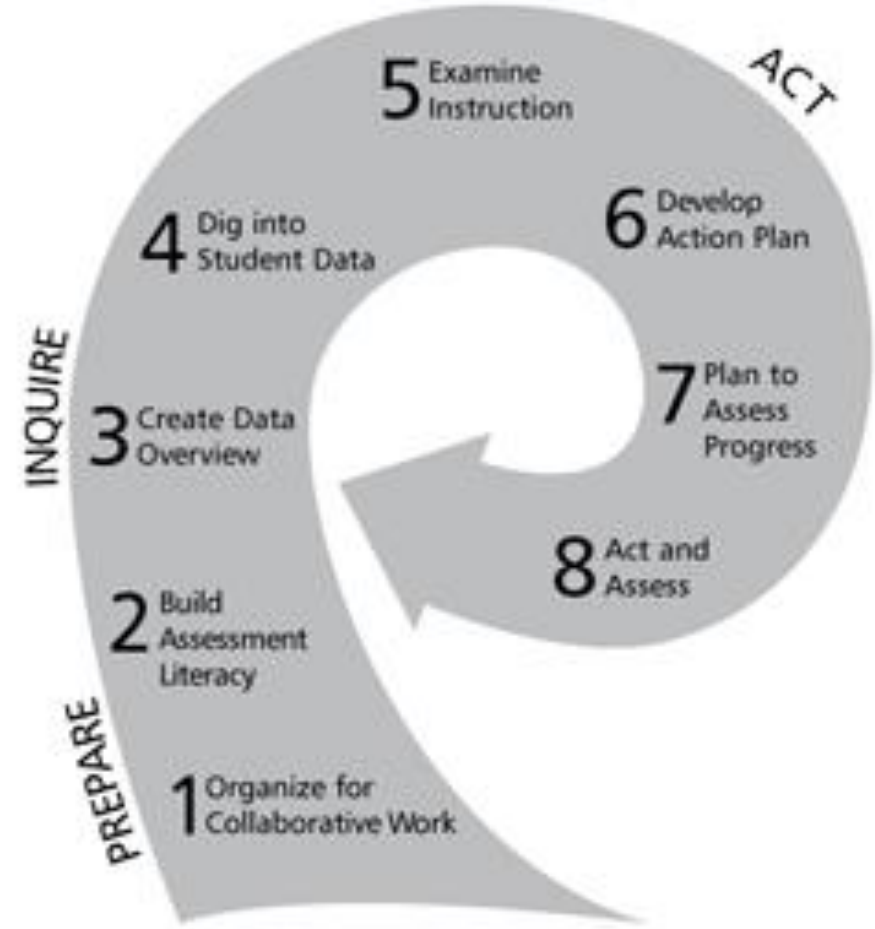 ACT
5 Examine
Instruction
6 Develop
Action Plan
4 Dig into
Student Data
7 Plan to
Assess
Progress
INQUIRE
3 Create Data
Overview
8 Act and
Assess
2 Build
Assessment
Literacy
PREPARE
1 Organize for
Collaborative Work